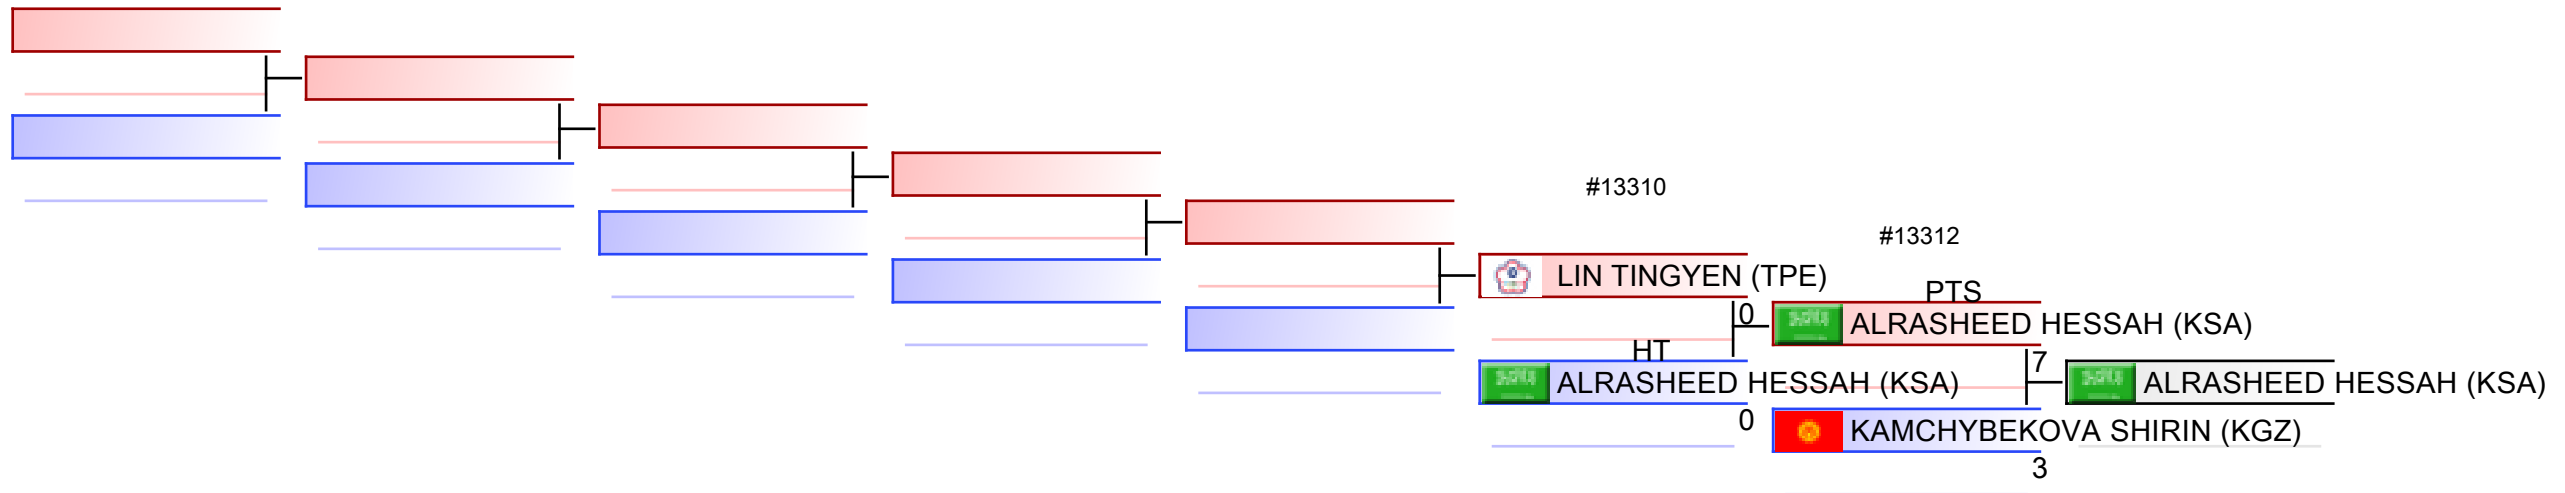 #13310
#13312
LIN TINGYEN (TPE)
PTS
0
ALRASHEED HESSAH (KSA)
HT
7
ALRASHEED HESSAH (KSA)
ALRASHEED HESSAH (KSA)
0
KAMCHYBEKOVA SHIRIN (KGZ)
3